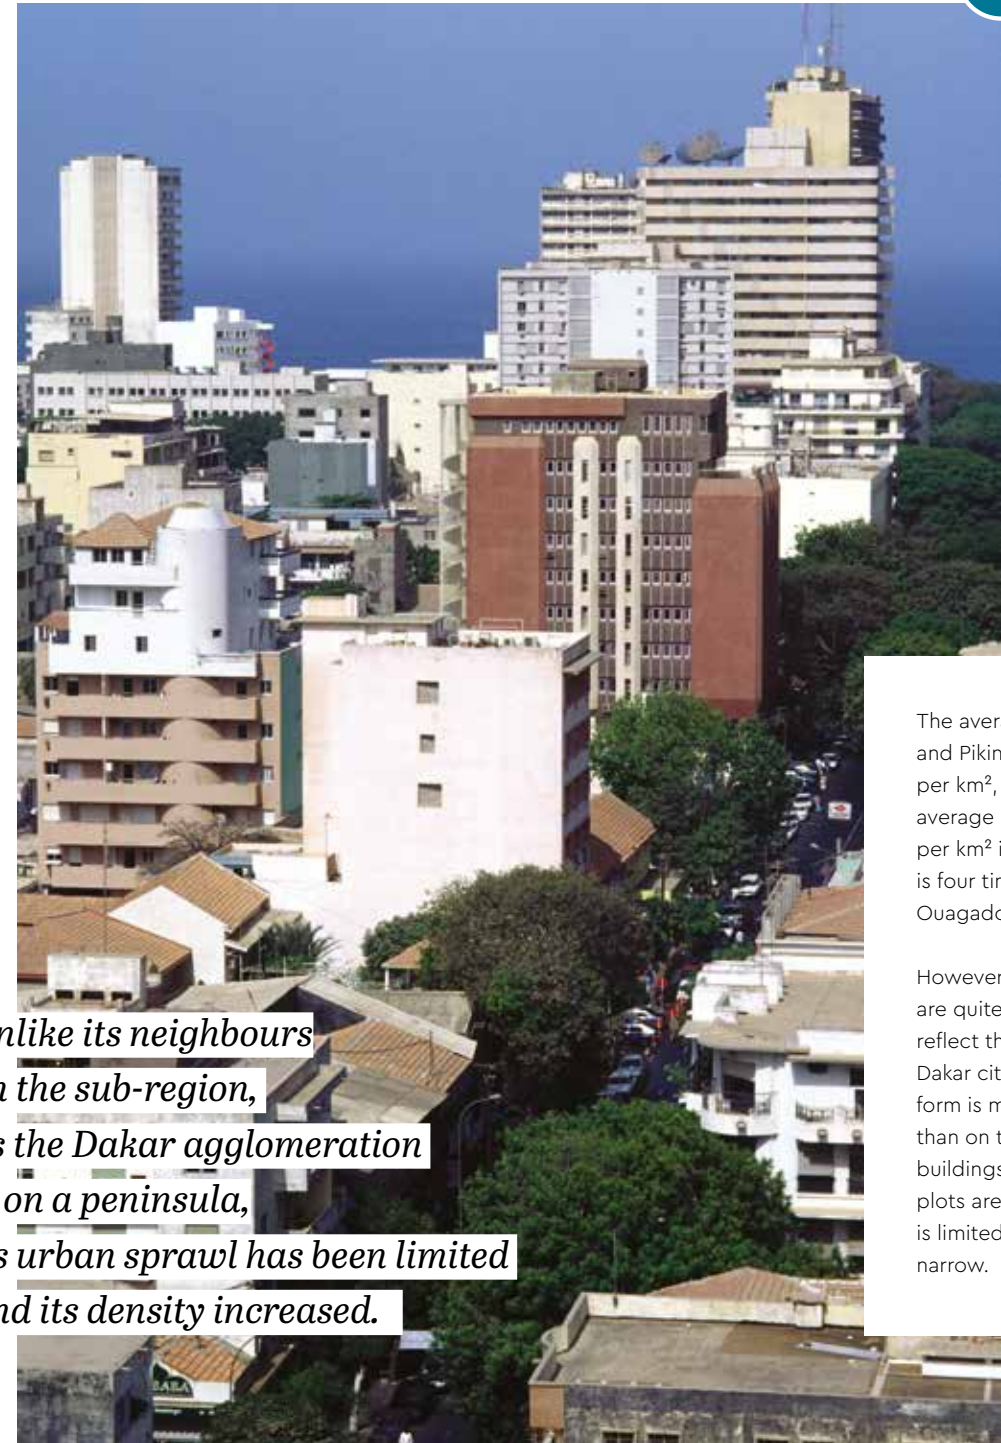 nlike its neighbours
the sub-region,
the Dakar agglomeration
on a peninsula,
urban sprawl has been limited
nd its density increased.
The aver
and Pikin
per km²,
average
per km² i
is four tin
Ouagado
However
are quite
reflect th
Dakar cit
form is m
than on t
buildings
plots are
is limited
narrow.